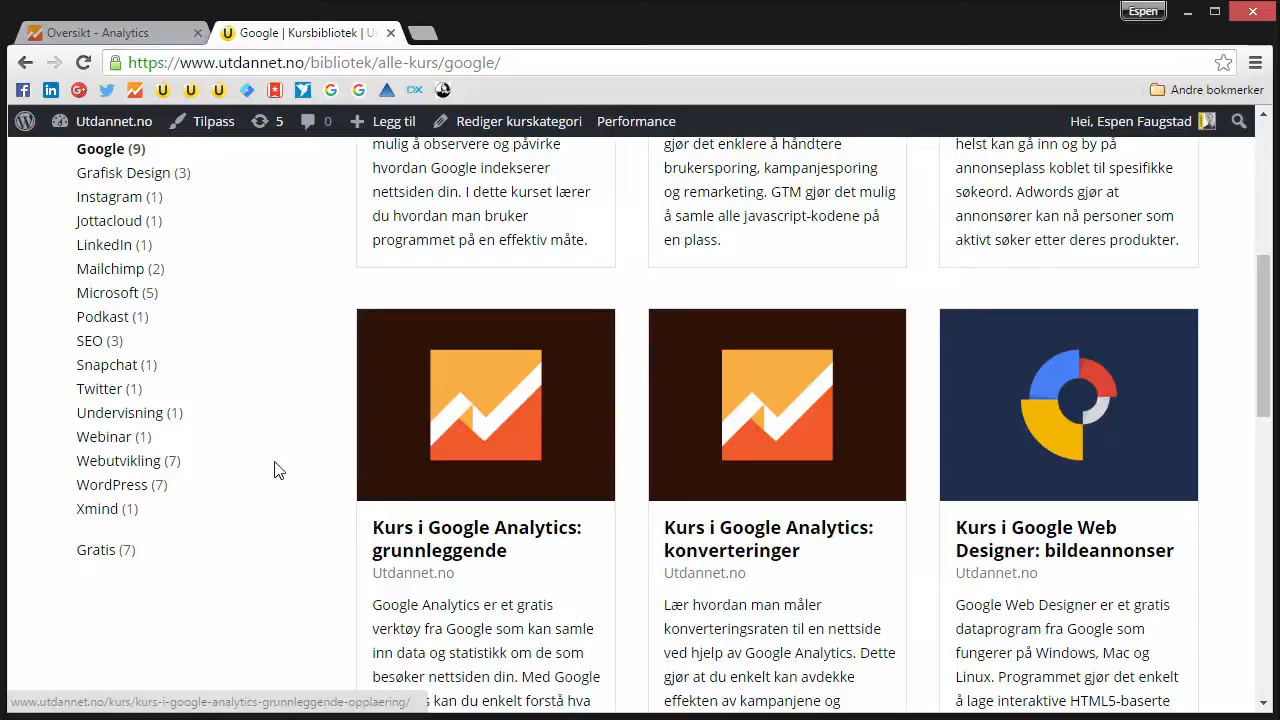 Espen
Oversikt - Analytics
Google | Kursbibliotek | U
https://www.utdannet.no/bibliotek/alle-kurs/google/
Andre bokmerker
Utdannet.no
Tilpass
5
0
Legg til
Rediger kurskategori
Performance
Hei, Espen Faugstad
Google (9)
Grafisk Design (3)
Instagram (1)
Jottacloud (1)
LinkedIn (1)
Mailchimp (2)
Microsoft (5)
Podkast (1)
SEO (3)
Snapchat (1)
Twitter (1)
Undervisning (1)
Webinar (1)
Webutvikling (7)
WordPress (7)
Xmind (1)
Gratis (7)
mulig å observere og påvirke
hvordan Google indekserer
nettsiden din. I dette kurset lærer
du hvordan man bruker
programmet på en effektiv måte.
gjør det enklere å håndtere
brukersporing, kampanjesporing
og remarketing. GTM gjør det mulig
å samle alle javascript-kodene på
en plass.
helst kan gå inn og by på
annonseplass koblet til spesifikke
søkeord. Adwords gjør at
annonsører kan nå personer som
aktivt søker etter deres produkter.
Kurs i Google Analytics:
grunnleggende
Utdannet.no
Google Analytics er et gratis
verktøy fra Google som kan samle
inn data og statistikk om de som
besøker nettsiden din. Med Google
kan du enkelt forstå hva
Kurs i Google Analytics:
konverteringer
Utdannet.no
Lær hvordan man måler
konverteringsraten til en nettside
ved hjelp av Google Analytics. Dette
gjør at du enkelt kan avdekke
effekten av kampanjene og
Kurs i Google Web
Designer: bildeannonser
Utdannet.no
Google Web Designer er et gratis
dataprogram fra Google som
fungerer på Windows, Mac og
Linux. Programmet gjør det enkelt
å lage interaktive HTML5-baserte
www.utdannet.no/kurs/kurs-i-google-analytics-grunnleggende-opplaering/